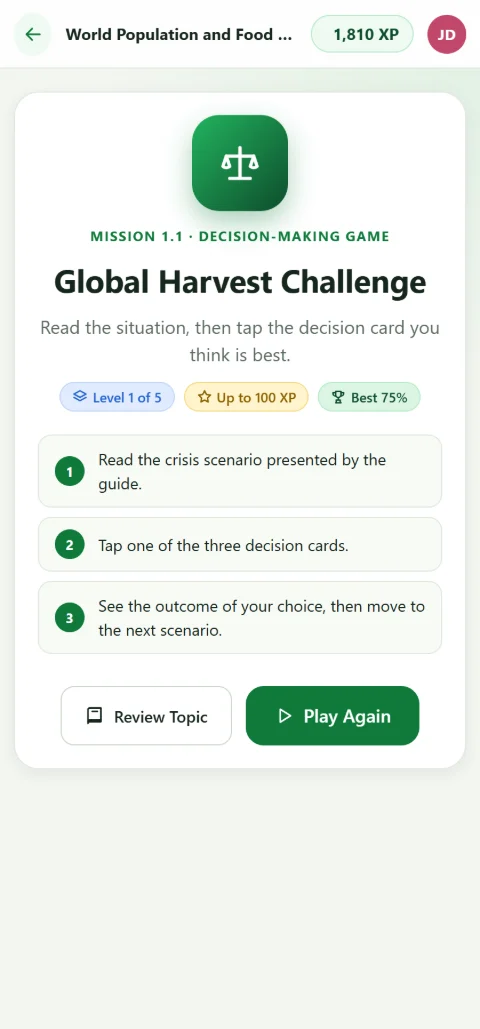 World Population and Food ...
1,810 XP
JD
MISSION 1.1 · DECISION-MAKING GAME
Global Harvest Challenge
Read the situation, then tap the decision card you
think is best.
Level 1 of 5
Up to 100 XP
Best 75%
1
Read the crisis scenario presented by the
guide.
2
Tap one of the three decision cards.
3
See the outcome of your choice, then move to
the next scenario.
Review Topic
Play Again